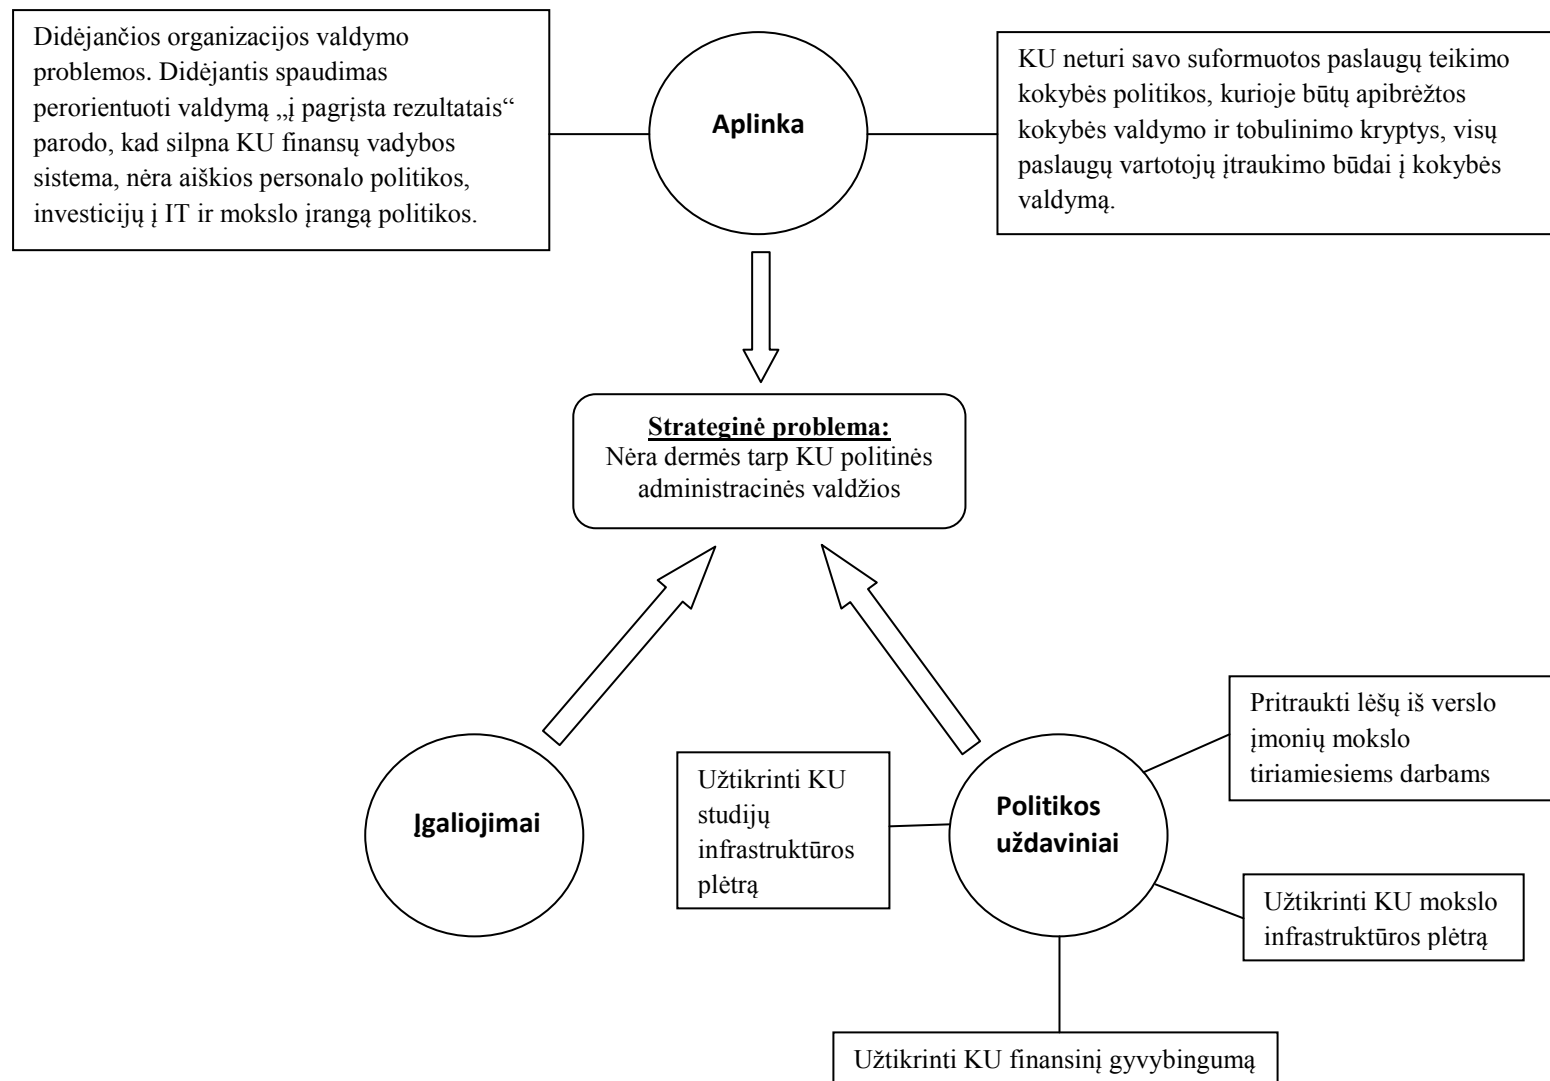 Didėjančios organizacijos valdymo
problemos. Didėjantis spaudimas
perorientuoti valdymą „į pagrįsta rezultatais“
parodo, kad silpna KU finansų vadybos
sistema, nėra aiškios personalo politikos,
investicijų į IT ir mokslo įrangą politikos.
Aplinka
KU neturi savo suformuotos paslaugų teikimo
kokybės politikos, kurioje būtų apibrėžtos
kokybės valdymo ir tobulinimo kryptys, visų
paslaugų vartotojų įtraukimo būdai į kokybės
valdymą.
Strateginė problema:
Nėra dermės tarp KU politinės
administracinės valdžios
Įgaliojimai
Užtikrinti KU
studijų
infrastruktūros
plėtrą
Politikos
uždaviniai
Pritraukti lėšų iš verslo
įmonių mokslo
tiriamiesiems darbams
Užtikrinti KU mokslo
infrastruktūros plėtrą
Užtikrinti KU finansinį gyvybingumą